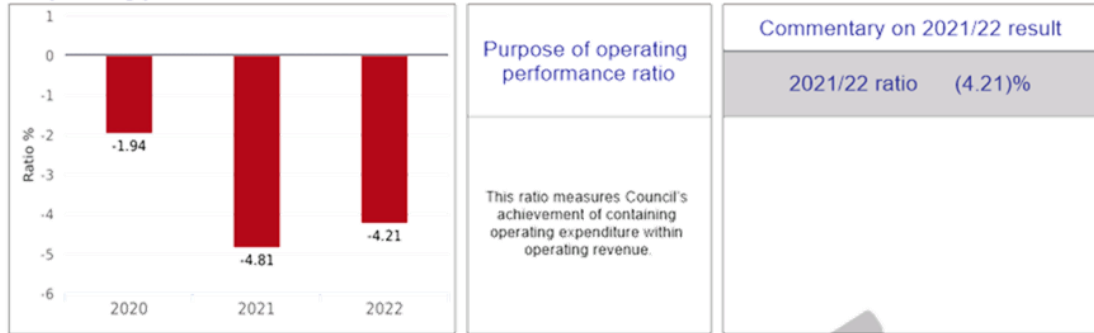 1
0
-1
-2
-3
-4
-5
-6
Ratio %
-1.94
-4.81
-4.21
2020
2021
2022
Purpose of operating
performance ratio
This ratio measures Council's
achievement of containing
operating expenditure within
operating revenue.
Commentary on 2021/22 result
2021/22 ratio (4.21)%